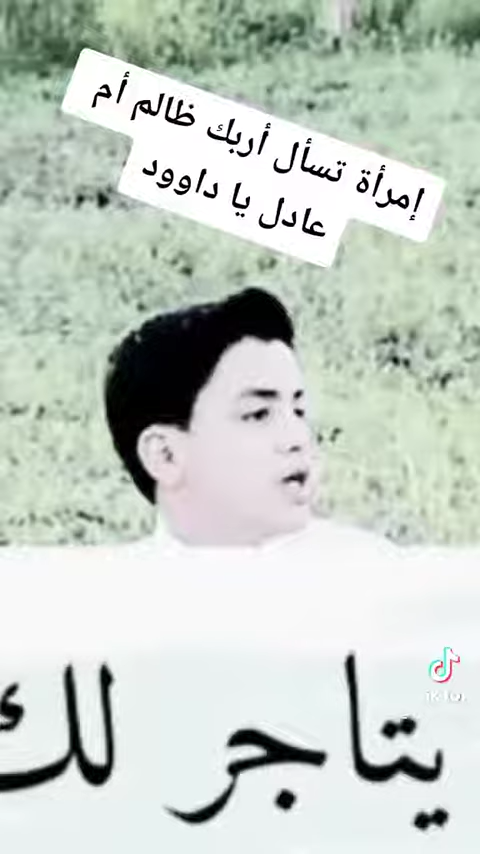 إمرأة تسأل أربك ظالم أم
عادل يا داوود
يتاجر لك